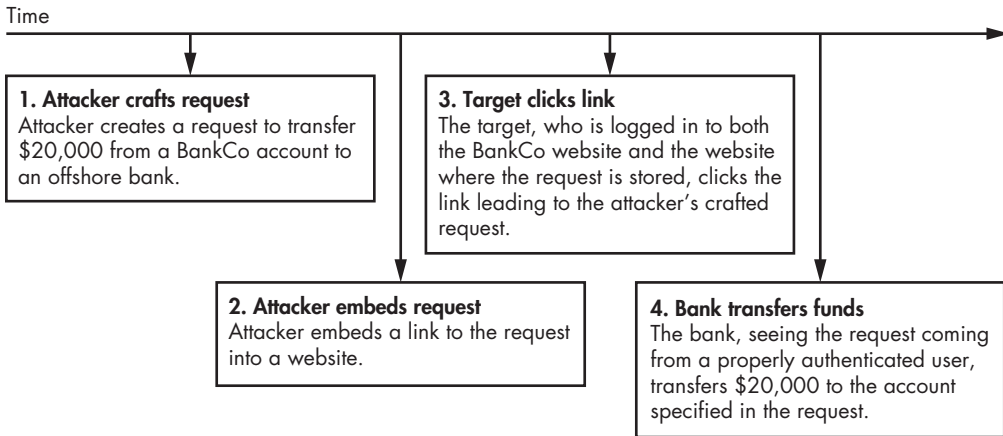 Time
1. Attacker crafts request
Attacker creates a request to transfer
$20,000 from a BankCo account to
an offshore bank.
2. Attacker embeds request
Attacker embeds a link to the request
into a website.
3. Target clicks link
The target, who is logged in to both
the BankCo website and the website
where the request is stored, clicks the
link leading to the attacker’s crafted
request.
4. Bank transfers funds
The bank, seeing the request coming
from a properly authenticated user,
transfers $20,000 to the account
specified in the request.